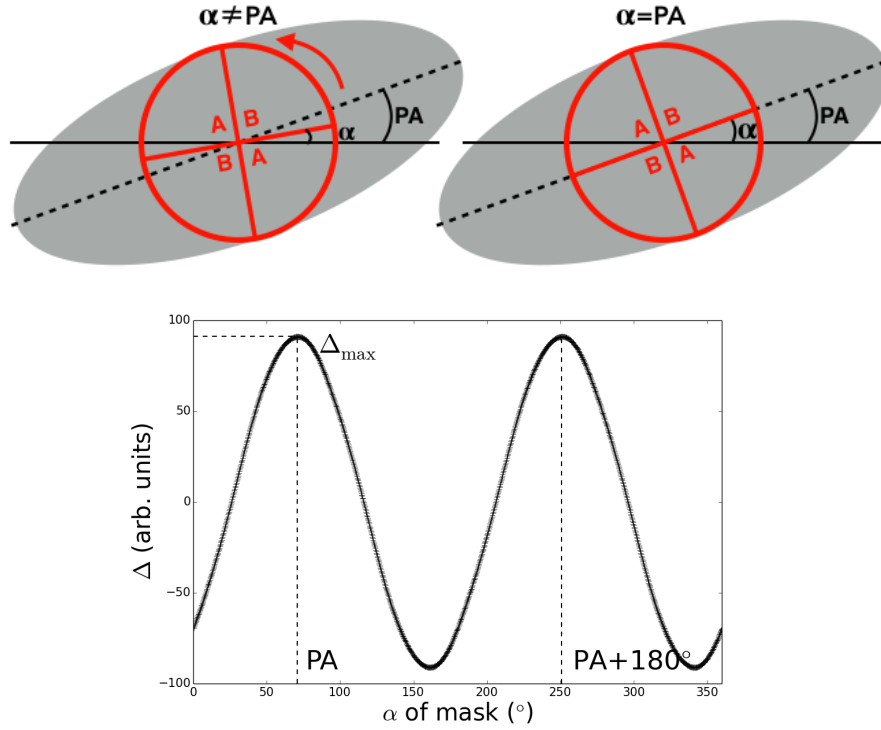 α≠PA
α=PA
A B
α
PA
B A
A B
α
PA
B A
100
Δmax
50
0
−50
−100
Δ (arb. units)
PA
PA+180°
0 50 100 150 200 250 300 350
α of mask (°)